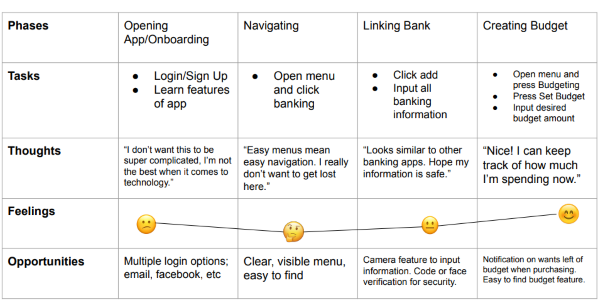 Phases
Opening
App/Onboarding
Navigating
Linking Bank
Creating Budget
Tasks
● Login/Sign Up
● Learn features
of app
● Open menu
and click
banking
● Click add
● Input all
banking
information
● Open menu and
press Budgeting
● Press Set Budget
● Input desired
budget amount
Thoughts
“I don’t want this to be
super complicated, I’m not
the best when it comes to
technology.”
“Easy menus mean
easy navigation. I really
don’t want to get lost
here.”
“Looks similar to other
banking apps. Hope my
information is safe.”
“Nice! I can keep
track of how much
I’m spending now.”
Feelings
Opportunities
Multiple login options;
email, facebook, etc
Clear, visible menu,
easy to find
Camera feature to input
information. Code or face
verification for security.
Notification on wants left of
budget when purchasing.
Easy to find budget feature.